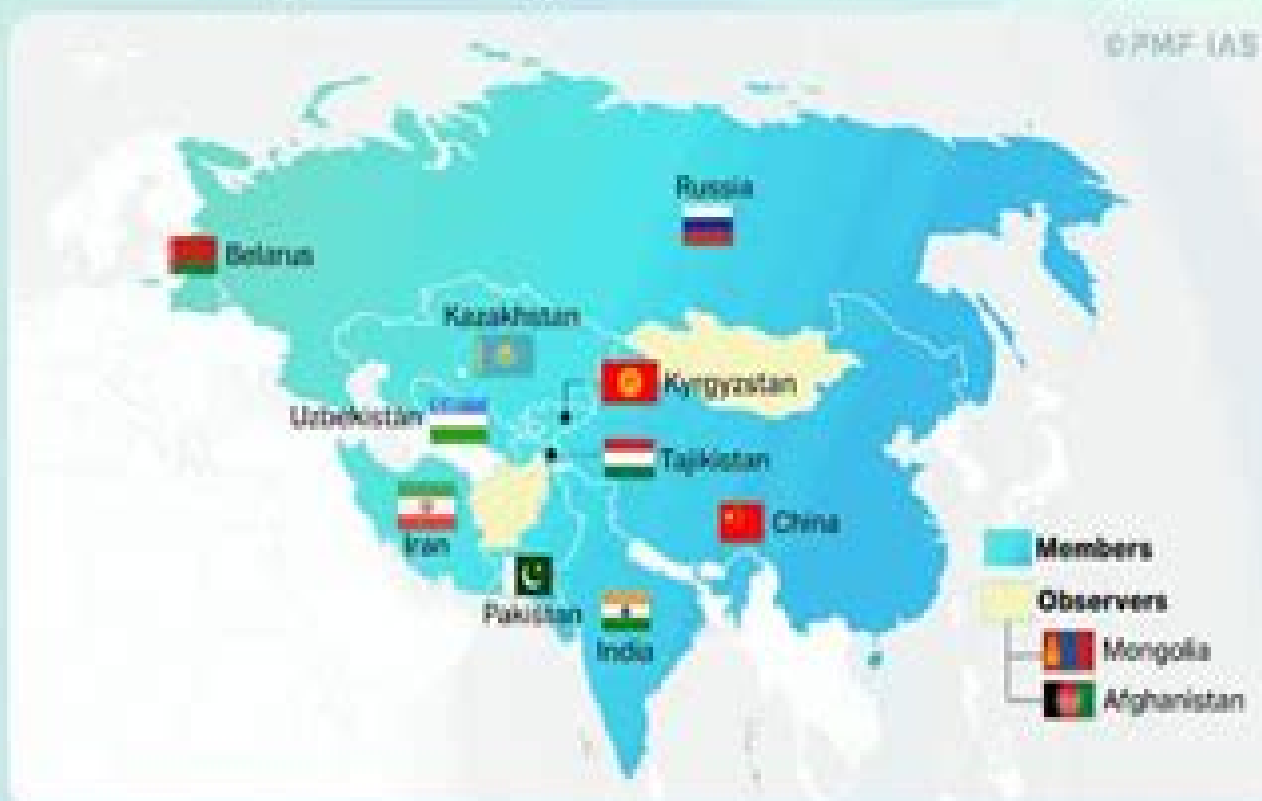 ©PMF IAS
Russia
Belarus
Kazakhstan
Kyrgyzstan
Uzbekistan
Tajikistan
China
Iran
Members
Pakistan
Observers
India
Mongolia
Afghanistan